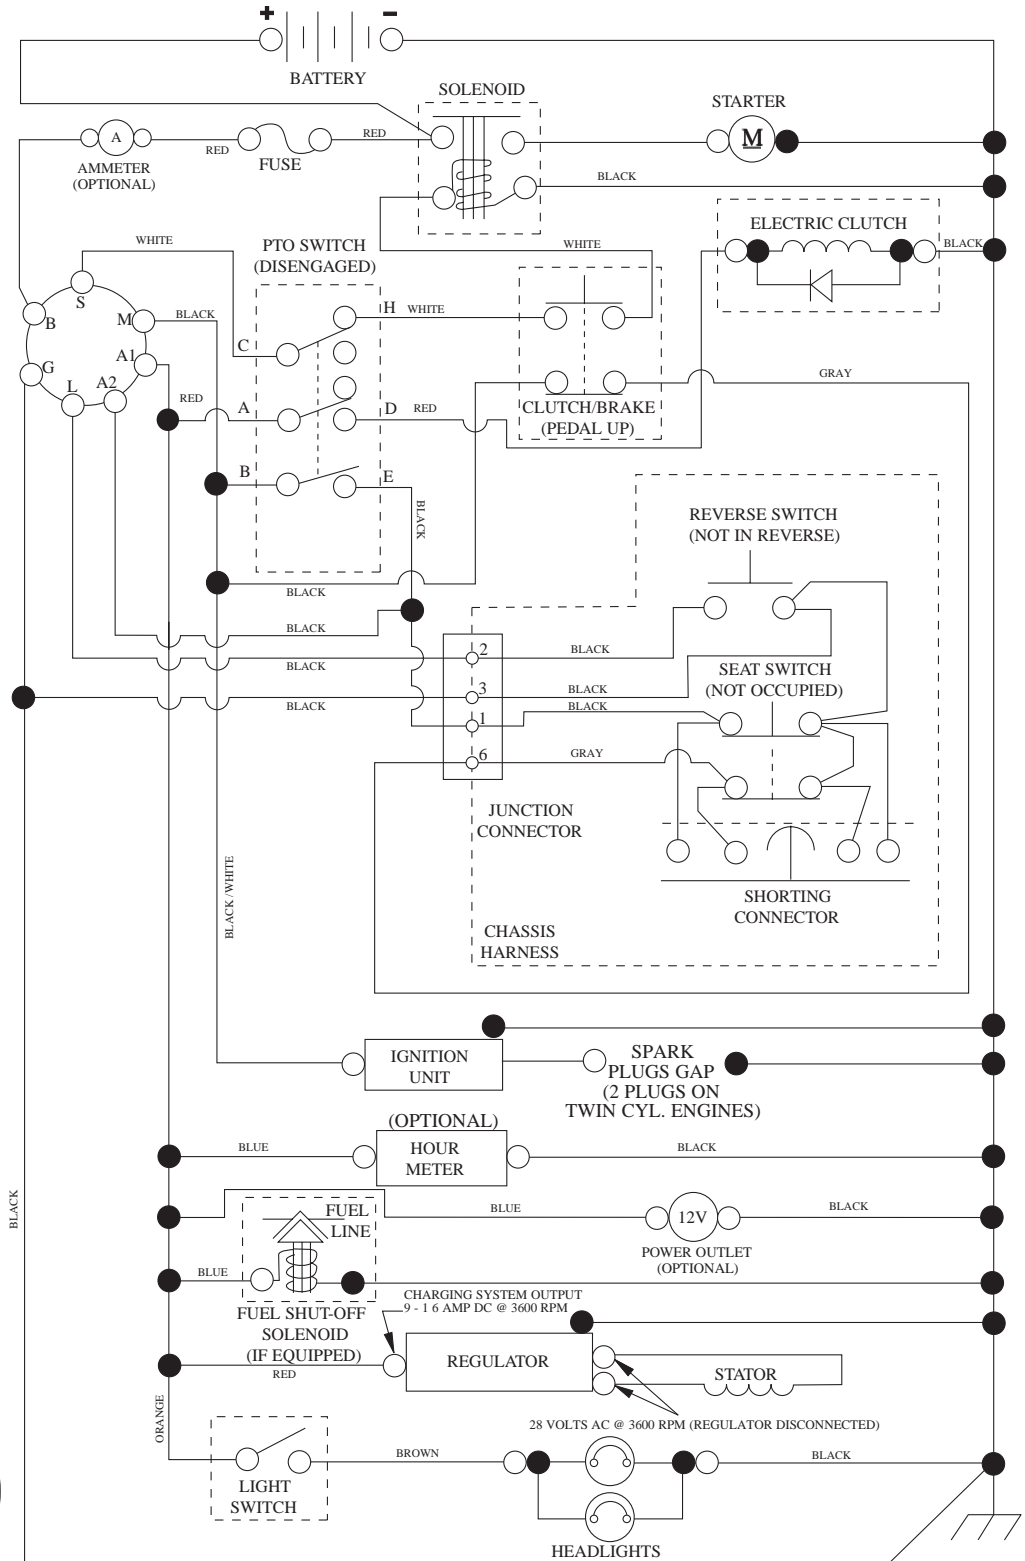 + -
BATTERY
SOLENOID
STARTER
A
RED
FUSE
RED
M
AMMETER
(OPTIONAL)
BLACK
WHITE
PTO SWITCH
(DISENGAGED)
WHITE
ELECTRIC CLUTCH
BLACK
S
B
M
BLACK
H
WHITE
C
G
A1
L
A2
RED
A
D
RED
GRAY
CLUTCH/BRAKE
(PEDAL UP)
B
E
BLACK
REVERSE SWITCH
(NOT IN REVERSE)
BLACK
BLACK
BLACK
2
BLACK
SEAT SWITCH
(NOT OCCUPIED)
3
BLACK
BLACK
BLACK
1
6
GRAY
JUNCTION
CONNECTOR
SHORTING
CONNECTOR
BLACK/WHITE
CHASSIS
HARNESS
IGNITION
UNIT
SPARK
PLUGS GAP
(2 PLUGS ON
TWIN CYL. ENGINES)
(OPTIONAL)
HOUR
METER
BLUE
BLACK
BLACK
FUEL
LINE
BLUE
12V
BLACK
POWER OUTLET
(OPTIONAL)
BLUE
CHARGING SYSTEM OUTPUT
9 - 1 6 AMP DC @ 3600 RPM
FUEL SHUT-OFF
SOLENOID
(IF EQUIPPED)
RED
REGULATOR
STATOR
ORANGE
28 VOLTS AC @ 3600 RPM (REGULATOR DISCONNECTED)
BROWN
BLACK
LIGHT
SWITCH
HEADLIGHTS